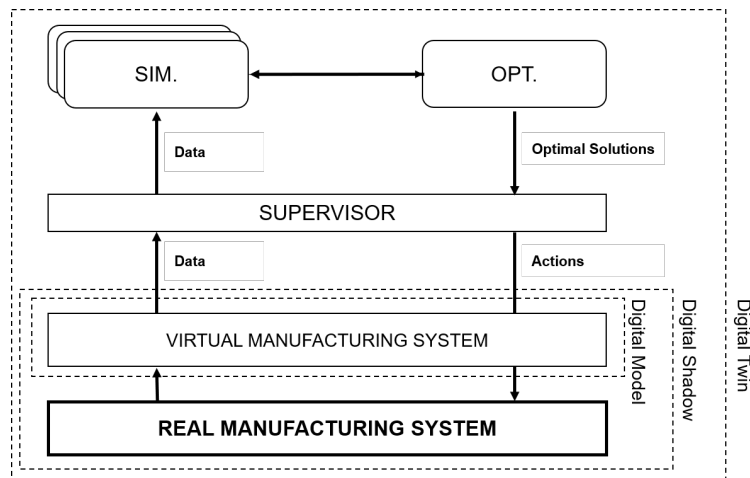 SIM.
OPT.
Data
Optimal Solutions
SUPERVISOR
Data
Actions
VIRTUAL MANUFACTURING SYSTEM
REAL MANUFACTURING SYSTEM
Digital Model
Digital Shadow
Digital Twin